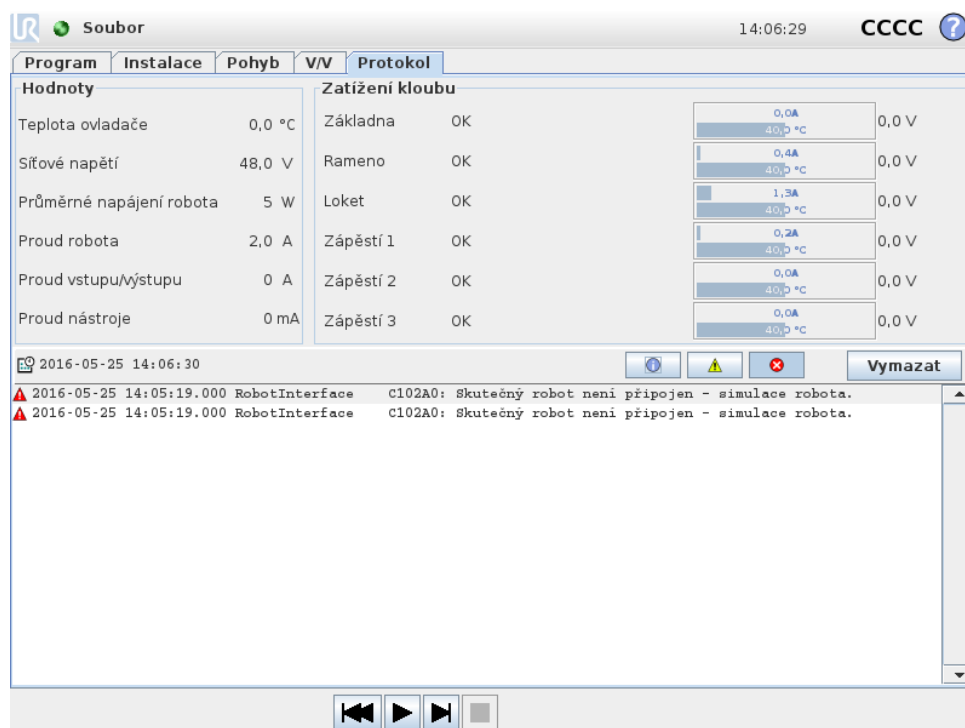 UR Soubor 14:06:29 CCCC ?
Program Instalace Pohyb V/V Protokol
Hodnoty
Teplota ovladače 0,0 °C
Síťové napětí 48,0 V
Průměrné napájení robota 5 W
Proud robota 2,0 A
Proud vstupu/výstupu 0 A
Proud nástroje 0 mA
Zatížení kloubu
Základna OK 0,0A 40,0 °C 0,0 V
Rameno OK 0,4A 40,0 °C 0,0 V
Loket OK 1,3A 40,0 °C 0,0 V
Zápěstí 1 OK 0,2A 40,0 °C 0,0 V
Zápěstí 2 OK 0,0A 40,0 °C 0,0 V
Zápěstí 3 OK 0,0A 40,0 °C 0,0 V
2016-05-25 14:06:30 Vymazat
2016-05-25 14:05:19.000 RobotInterface C102A0: Skutečný robot není připojen - simulace robota.
2016-05-25 14:05:19.000 RobotInterface C102A0: Skutečný robot není připojen - simulace robota.